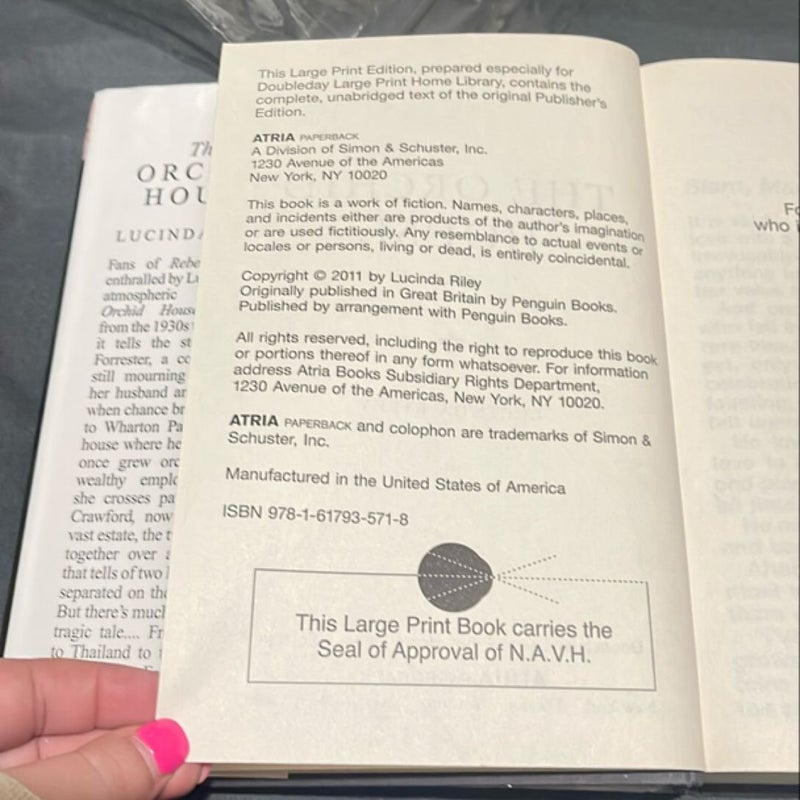 Th
ORC
HOU
LUCINDA
Fans of Rebe
enthralled by Lu
atmospheric
Orchid House
from the 1930s
it tells the st
Forrester, a co
still mourning
her husband an
when chance br
to Wharton Pa
house where he
once grew orc
wealthy emplo
she crosses pa
Crawford, now
vast estate, the t
together over a
that tells of two l
separated on the
But there's much
tragic tale.... Fr
to Thailand to
This Large Print Edition, prepared especially for
Doubleday Large Print Home Library, contains the
complete, unabridged text of the original Publisher's
Edition.
ATRIA PAPERBACK
A Division of Simon & Schuster, Inc.
1230 Avenue of the Americas
New York, NY 10020
This book is a work of fiction. Names, characters, places,
and incidents either are products of the author's imagination
or are used fictitiously. Any resemblance to actual events or
locales or persons, living or dead, is entirely coincidental.
Copyright © 2011 by Lucinda Riley
Originally published in Great Britain by Penguin Books.
Published by arrangement with Penguin Books.
All rights reserved, including the right to reproduce this book
or portions thereof in any form whatsoever. For information
address Atria Books Subsidiary Rights Department,
1230 Avenue of the Americas, New York, NY 10020.
ATRIA PAPERBACK and colophon are trademarks of Simon &
Schuster, Inc.
Manufactured in the United States of America
ISBN 978-1-61793-571-8
This Large Print Book carries the
Seal of Approval of N.A.V.H.
Fo
who i